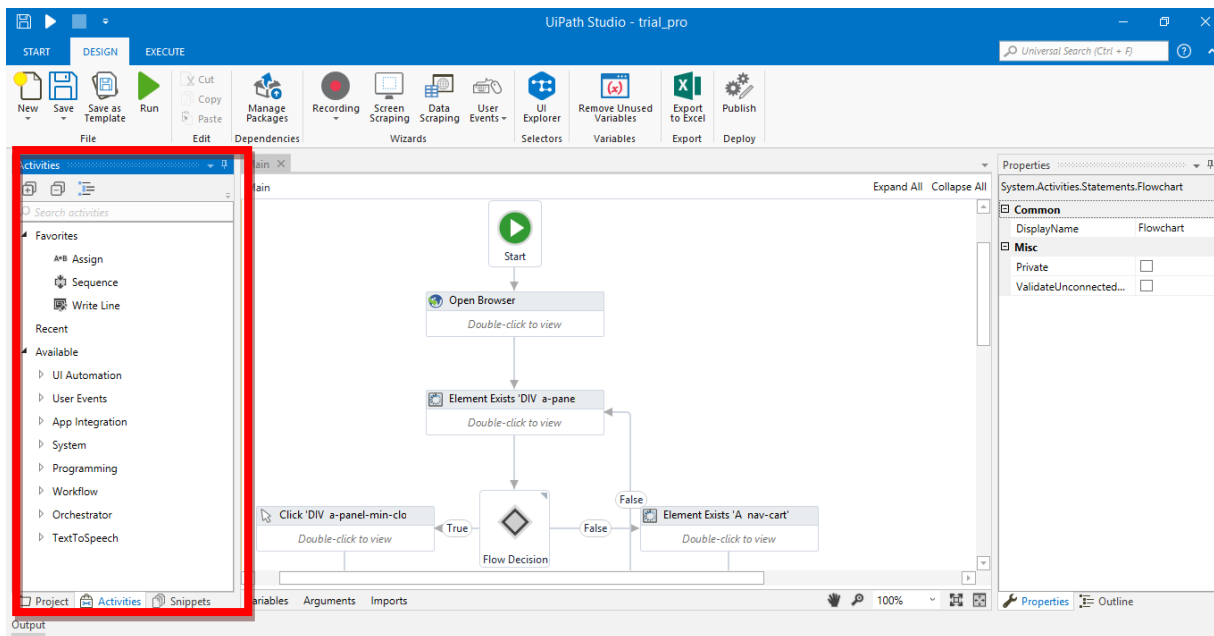 UiPath Studio - trial_pro
START DESIGN EXECUTE
Universal Search (Ctrl + F)
New Save Save as Template Run
Cut
Copy
Paste
Manage Packages Recording Screen Scraping Data Scraping User Events UI Explorer Remove Unused Variables Export to Excel Publish
File Edit Dependencies Wizards Selectors Variables Export Deploy
Activities
Search activities
Favorites
A*B Assign
Sequence
Write Line
Recent
Available
UI Automation
User Events
App Integration
System
Programming
Workflow
Orchestrator
TextToSpeech
Project Activities Snippets
Main
Main Expand All Collapse All
Start
Open Browser
Double-click to view
Element Exists 'DIV a-pane
Double-click to view
False
Click 'DIV a-panel-min-clo
Double-click to view
True
Flow Decision
False
Element Exists 'A nav-cart'
Double-click to view
Variables Arguments Imports 100%
Properties
System.Activities.Statements.Flowchart
Common
DisplayName Flowchart
Misc
Private
ValidateUnconnected...
Properties Outline
Output